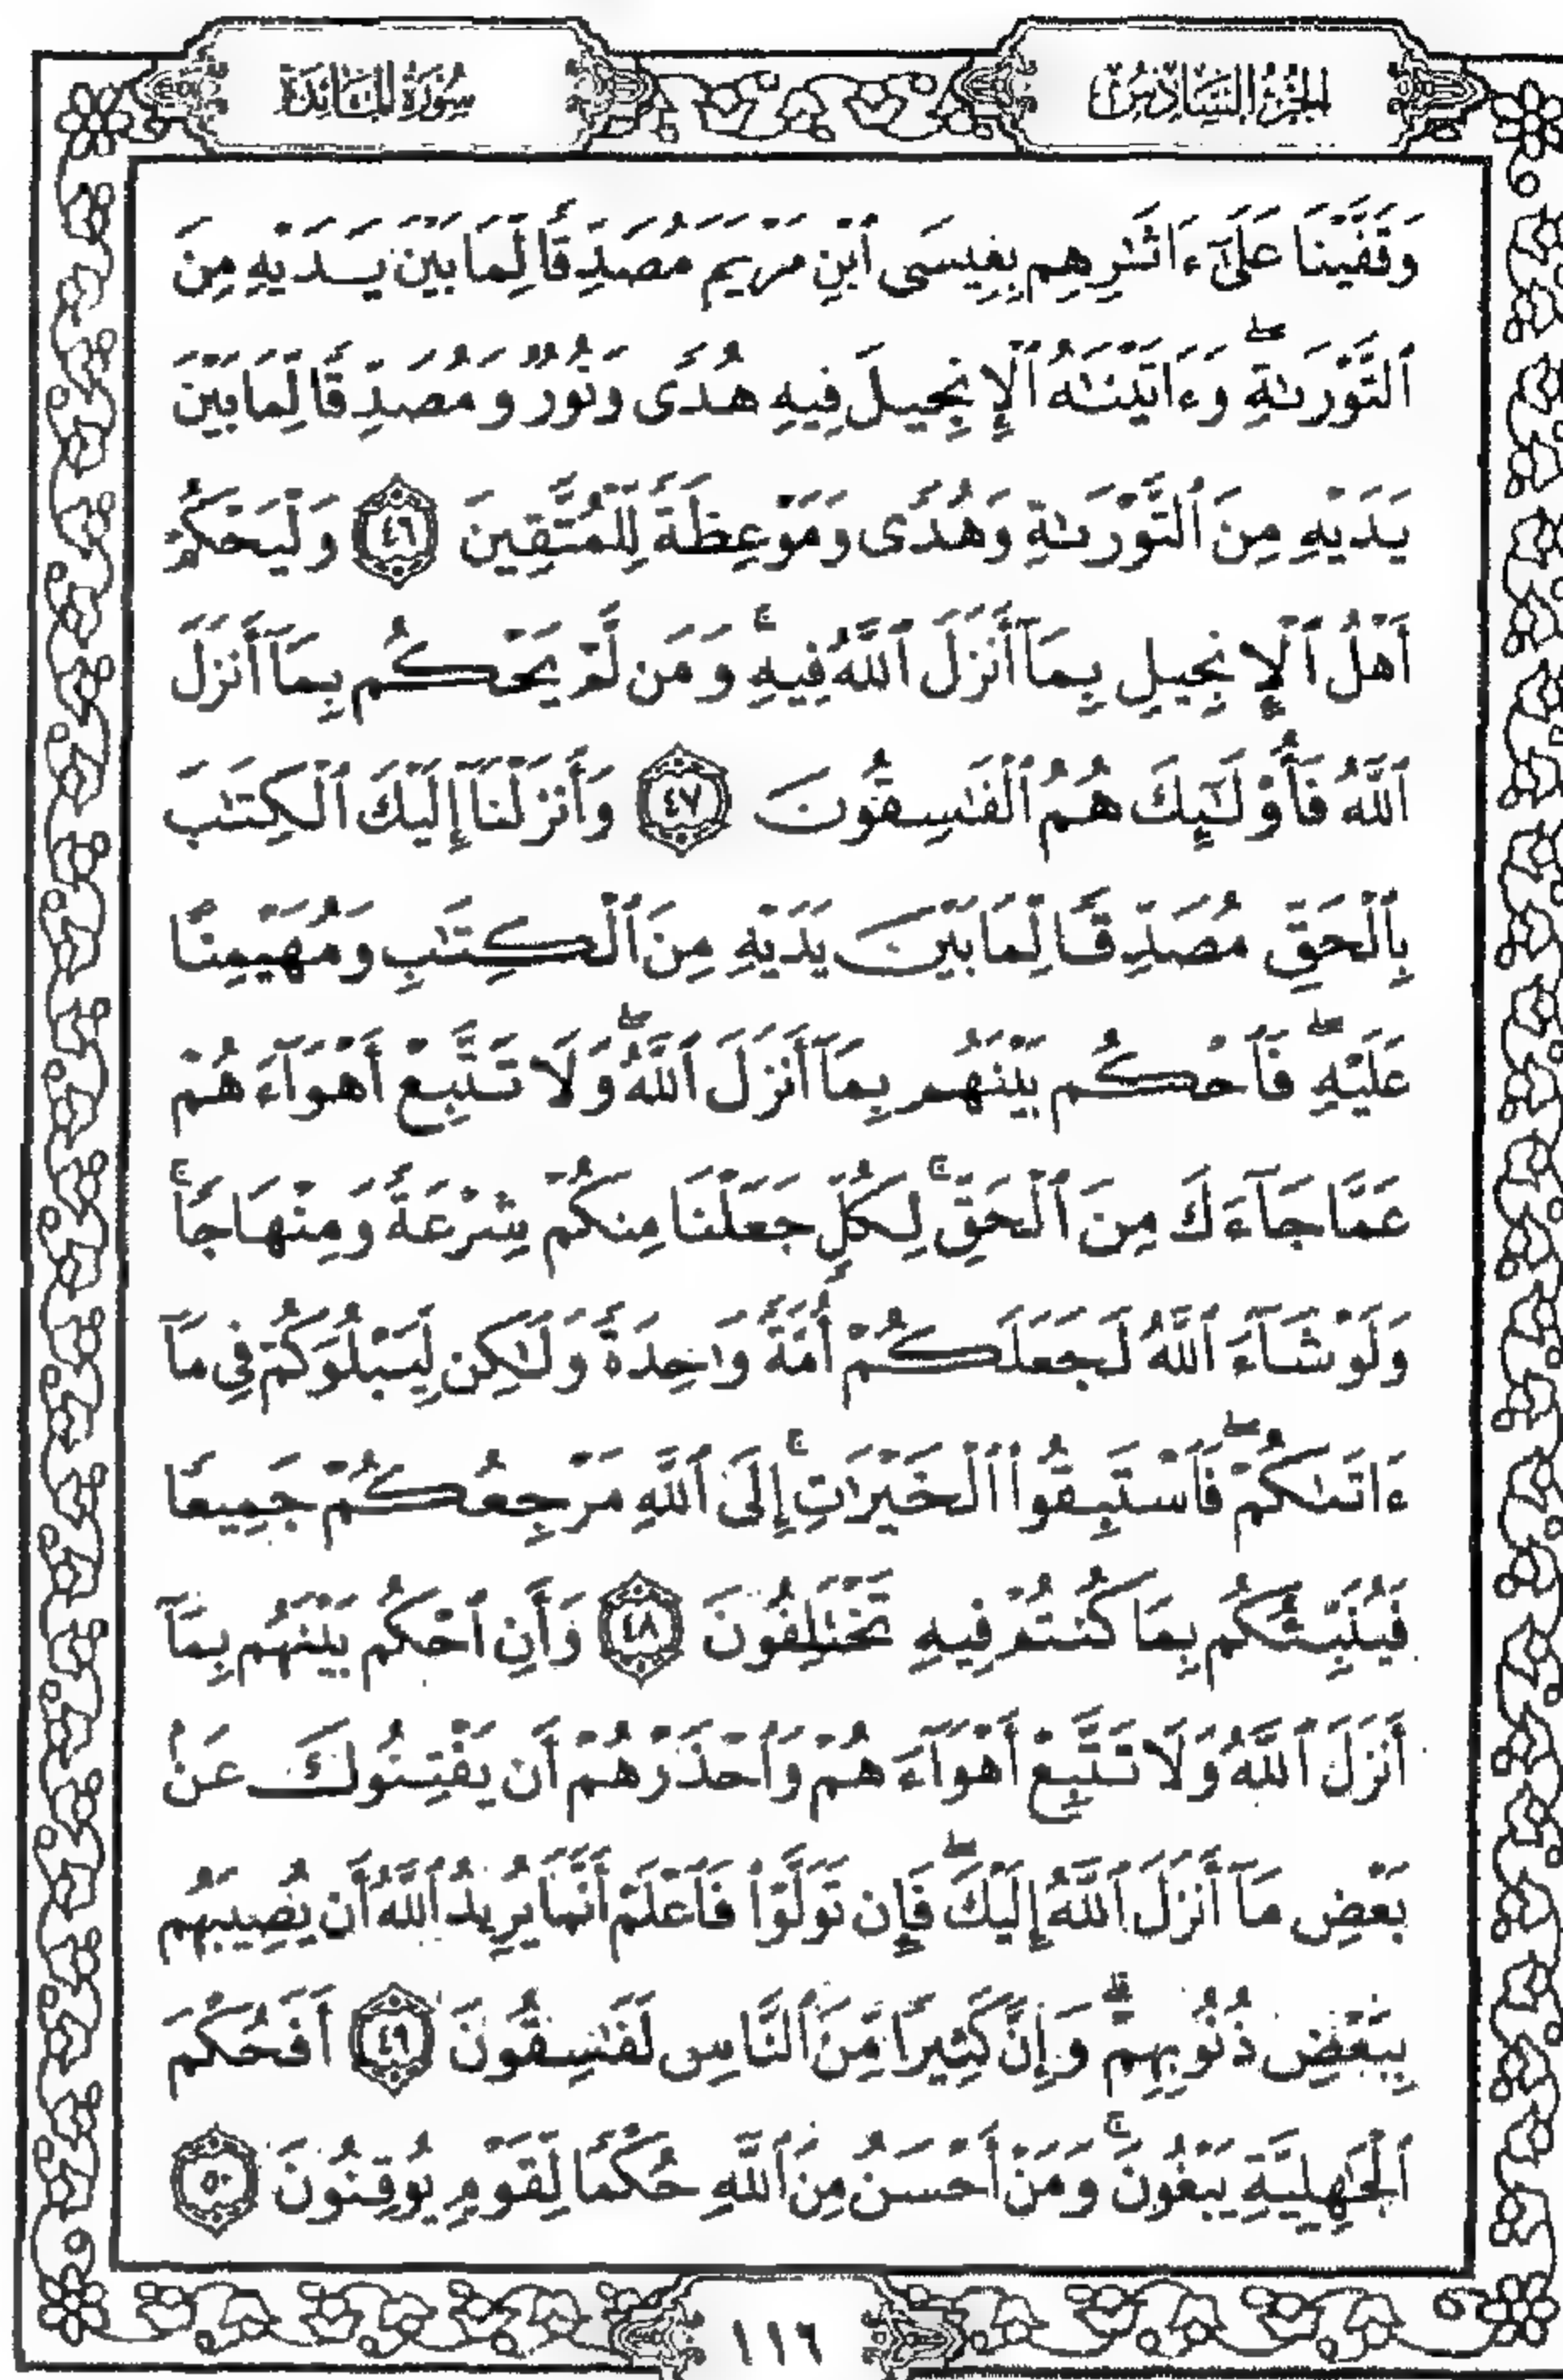 الجزء السادس
سورة المائدة
وَقَفَّيْنَا عَلَىٰٓ ءَاثَٰرِهِم بِعِيسَى ٱبْنِ مَرْيَمَ مُصَدِّقًا لِّمَا بَيْنَ يَدَيْهِ مِنَ
ٱلتَّوْرَىٰةِۖ وَءَاتَيْنَٰهُ ٱلْإِنجِيلَ فِيهِ هُدًى وَنُورٌ وَمُصَدِّقًا لِّمَا بَيْنَ
يَدَيْهِ مِنَ ٱلتَّوْرَىٰةِ وَهُدًى وَمَوْعِظَةً لِّلْمُتَّقِينَ ٤٦ وَلْيَحْكُمْ
أَهْلُ ٱلْإِنجِيلِ بِمَآ أَنزَلَ ٱللَّهُ فِيهِۚ وَمَن لَّمْ يَحْكُم بِمَآ أَنزَلَ
ٱللَّهُ فَأُو۟لَٰٓئِكَ هُمُ ٱلْفَٰسِقُونَ ٤٧ وَأَنزَلْنَآ إِلَيْكَ ٱلْكِتَٰبَ
بِٱلْحَقِّ مُصَدِّقًا لِّمَا بَيْنَ يَدَيْهِ مِنَ ٱلْكِتَٰبِ وَمُهَيْمِنًا
عَلَيْهِۖ فَٱحْكُم بَيْنَهُم بِمَآ أَنزَلَ ٱللَّهُۖ وَلَا تَتَّبِعْ أَهْوَآءَهُمْ
عَمَّا جَآءَكَ مِنَ ٱلْحَقِّۚ لِكُلٍّ جَعَلْنَا مِنكُمْ شِرْعَةً وَمِنْهَاجًاۚ
وَلَوْ شَآءَ ٱللَّهُ لَجَعَلَكُمْ أُمَّةً وَٰحِدَةً وَلَٰكِن لِّيَبْلُوَكُمْ فِى مَآ
ءَاتَىٰكُمْۖ فَٱسْتَبِقُوا۟ ٱلْخَيْرَٰتِۚ إِلَى ٱللَّهِ مَرْجِعُكُمْ جَمِيعًا
فَيُنَبِّئُكُم بِمَا كُنتُمْ فِيهِ تَخْتَلِفُونَ ٤٨ وَأَنِ ٱحْكُم بَيْنَهُم بِمَآ
أَنزَلَ ٱللَّهُ وَلَا تَتَّبِعْ أَهْوَآءَهُمْ وَٱحْذَرْهُمْ أَن يَفْتِنُوكَ عَنۢ
بَعْضِ مَآ أَنزَلَ ٱللَّهُ إِلَيْكَۖ فَإِن تَوَلَّوْا۟ فَٱعْلَمْ أَنَّمَا يُرِيدُ ٱللَّهُ أَن يُصِيبَهُم
بِبَعْضِ ذُنُوبِهِمْۗ وَإِنَّ كَثِيرًا مِّنَ ٱلنَّاسِ لَفَٰسِقُونَ ٤٩ أَفَحُكْمَ
ٱلْجَٰهِلِيَّةِ يَبْغُونَۚ وَمَنْ أَحْسَنُ مِنَ ٱللَّهِ حُكْمًا لِّقَوْمٍ يُوقِنُونَ ٥٠
١١٦